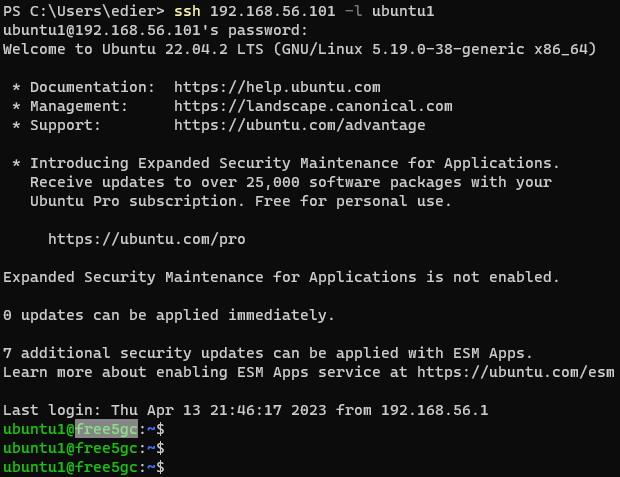 PS C:\Users\edier> ssh 192.168.56.101 -l ubuntu1
ubuntu1@192.168.56.101's password:
Welcome to Ubuntu 22.04.2 LTS (GNU/Linux 5.19.0-38-generic x86_64)
* Documentation:  https://help.ubuntu.com
* Management:     https://landscape.canonical.com
* Support:        https://ubuntu.com/advantage
* Introducing Expanded Security Maintenance for Applications.
Receive updates to over 25,000 software packages with your
Ubuntu Pro subscription. Free for personal use.
https://ubuntu.com/pro
Expanded Security Maintenance for Applications is not enabled.
0 updates can be applied immediately.
7 additional security updates can be applied with ESM Apps.
Learn more about enabling ESM Apps service at https://ubuntu.com/esm
Last login: Thu Apr 13 21:46:17 2023 from 192.168.56.1
ubuntu1@free5gc:~$
ubuntu1@free5gc:~$
ubuntu1@free5gc:~$